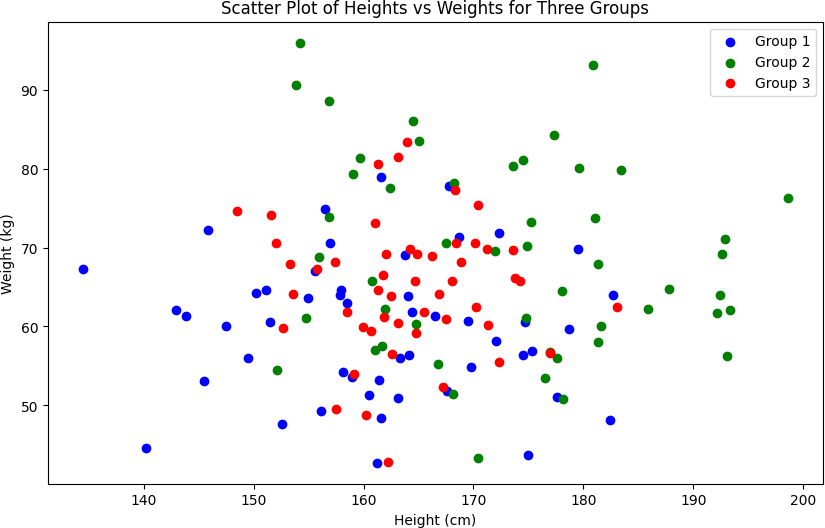 Scatter Plot of Heights vs Weights for Three Groups
Group 1
Group 2
Group 3
90
80
70
60
50
Weight (kg)
140 150 160 170 180 190 200
Height (cm)